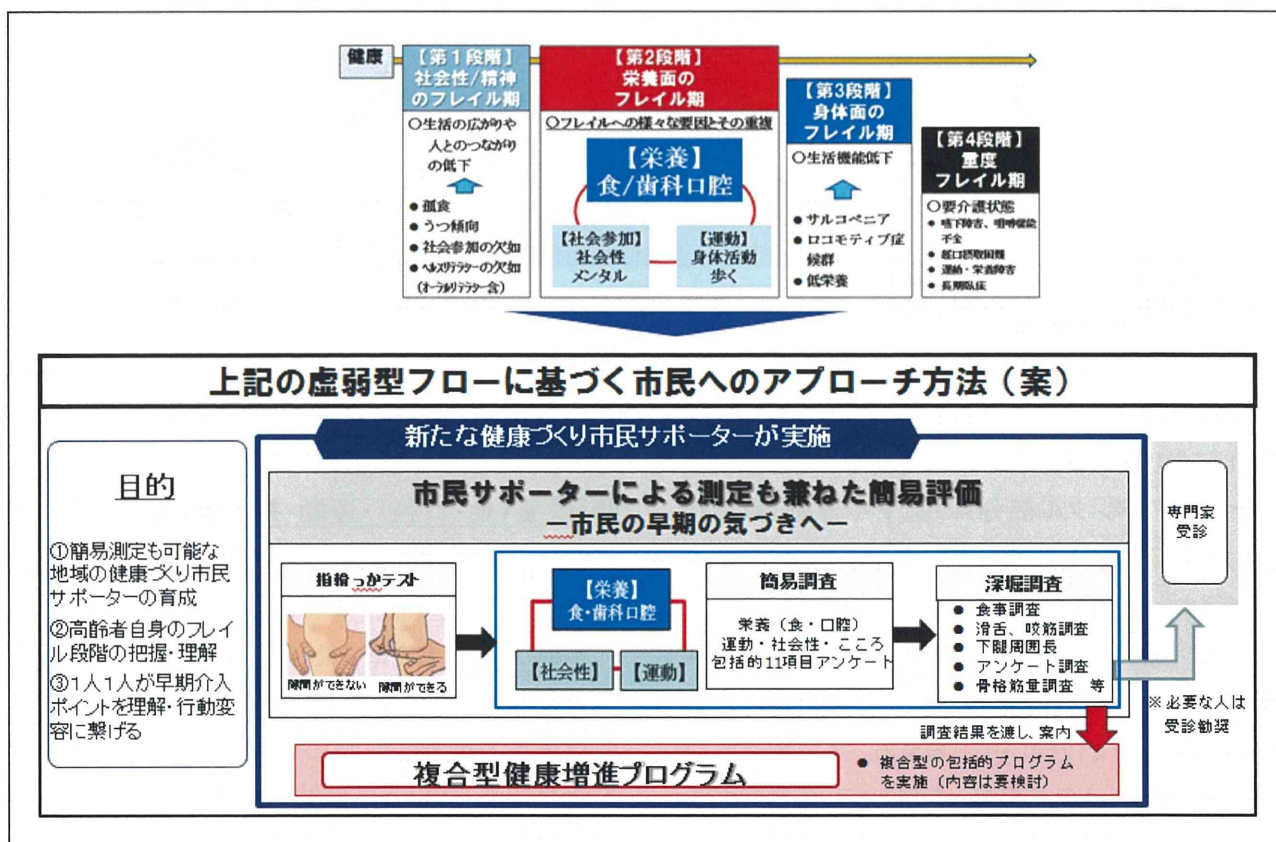 健康
【第1段階】
社会性/精神
のフレイル期
〇生活の広がりや
人とのつながり
の低下
● 孤食
● うつ傾向
● 社会参加の欠如
● ヘルスリテラシーの欠如
(オーラルリテラシー含)
【第2段階】
栄養面の
フレイル期
〇フレイルへの様々な要因とその重複
【栄養】
食/歯科口腔
【社会参加】
社会性
メンタル
【運動】
身体活動
歩く
【第3段階】
身体面の
フレイル期
〇生活機能低下
● サルコペニア
● ロコモティブ症
候群
● 低栄養
【第4段階】
重度
フレイル期
〇要介護状態
● 嚥下障害、咀嚼機能
不全
● 経口摂取困難
● 運動・栄養障害
● 長期臥床
上記の虚弱型フローに基づく市民へのアプローチ方法（案）
目的
①簡易測定も可能な
地域の健康づくり市民
サポーターの育成
②高齢者自身のフレイ
ル段階の把握・理解
③1人1人が早期介入
ポイントを理解・行動変
容に繋げる
新たな健康づくり市民サポーターが実施
市民サポーターによる測定も兼ねた簡易評価
―市民の早期の気づきへ―
指輪っかテスト
隙間ができない 隙間ができる
【栄養】
食・歯科口腔
【社会性】
【運動】
簡易調査
栄養（食・口腔）
運動・社会性・こころ
包括的11項目アンケート
深堀調査
● 食事調査
● 滑舌、咬筋調査
● 下腿周囲長
● アンケート調査
● 骨格筋量調査 等
専門家
受診
※必要な人は
受診勧奨
調査結果を渡し、案内
複合型健康増進プログラム
● 複合型の包括的プログラム
を実施（内容は要検討）